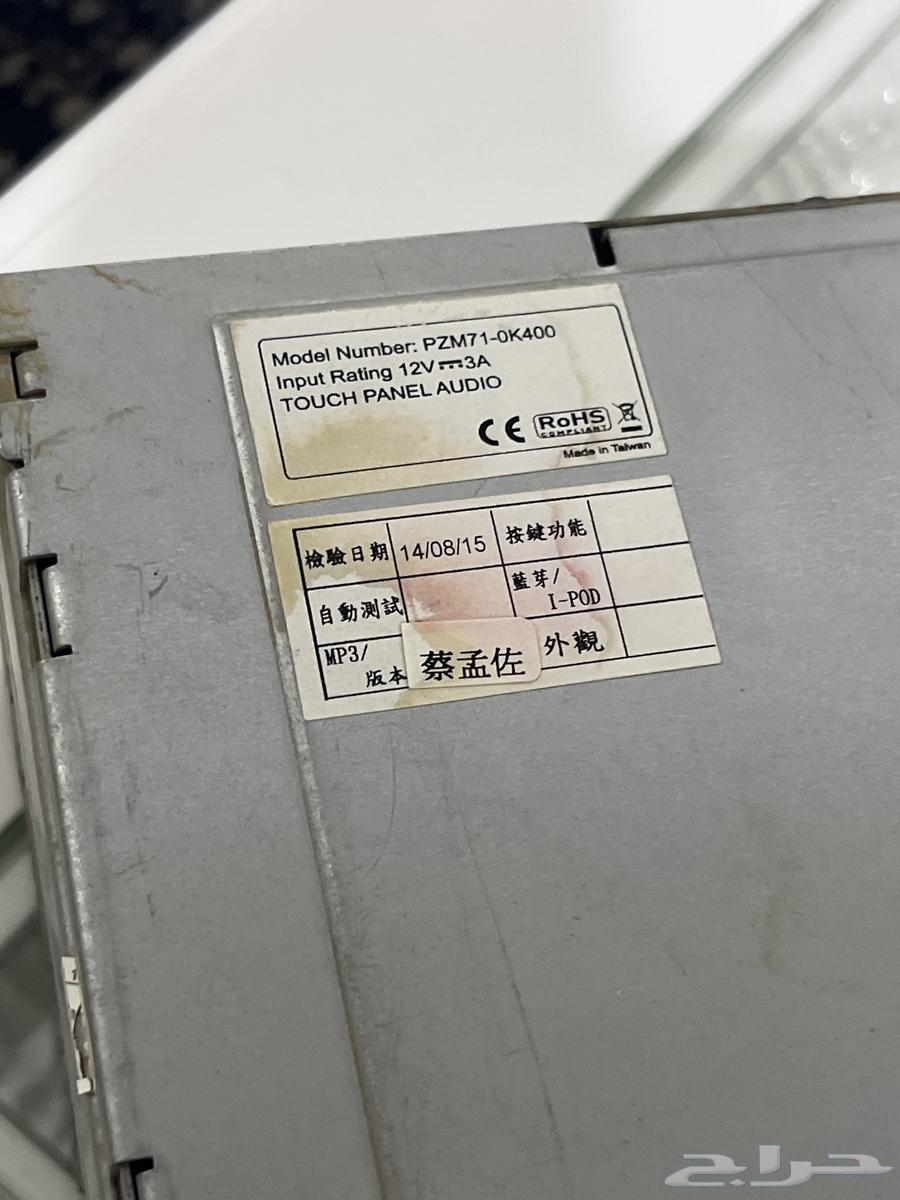 Model Number: PZM71-0K400
Input Rating 12V⎓3A
TOUCH PANEL AUDIO
CE RoHS
COMPLIANT
Made in Taiwan
檢驗日期 14/08/15 按鍵功能
自動測試 藍芽/
I-POD
MP3/
版本 蔡孟佐 外觀
حراج